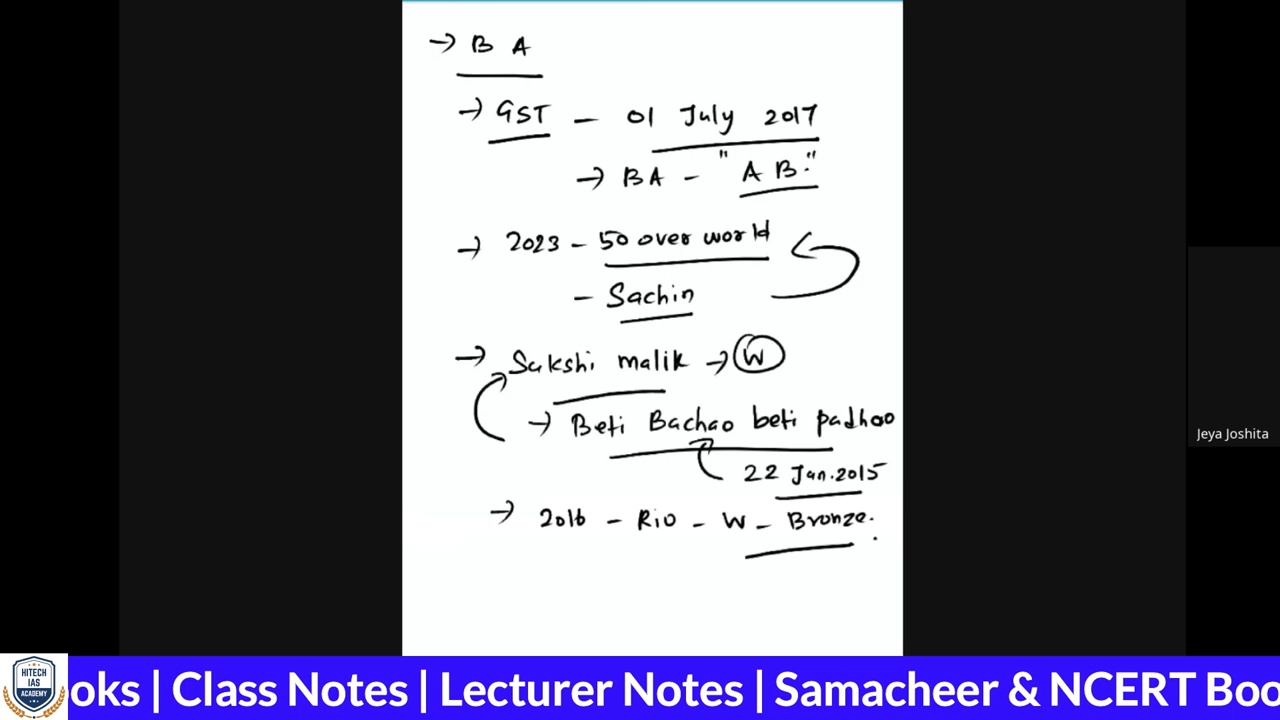 → B A
→ GST - 01 July 2017
→ BA - "A B."
→ 2023 - 50 over world
- Sachin
→ Sakshi malik → W
→ Beti Bachao beti padhoo
22 Jan.2015
→ 2016 - Rio - W - Bronze.
Jeya Joshita
HITECH
IAS
ACADEMY
oks | Class Notes | Lecturer Notes | Samacheer & NCERT Boo